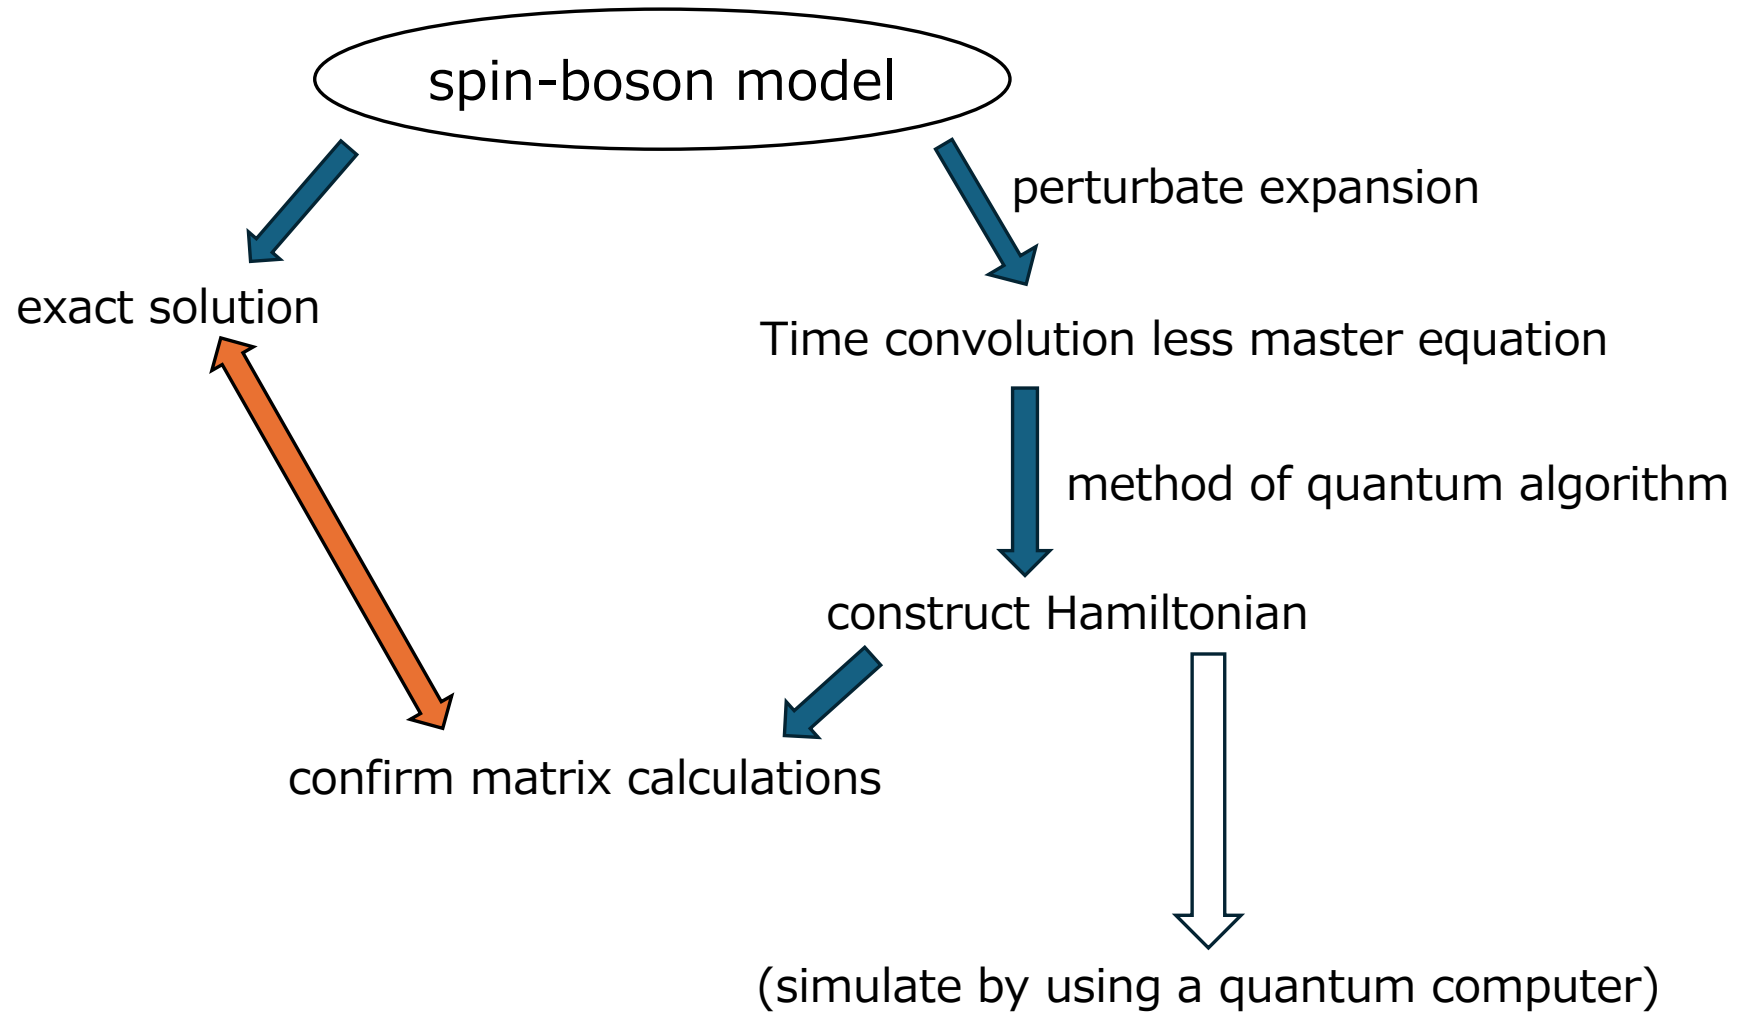 spin-boson model
perturbate expansion
exact solution
Time convolution less master equation
method of quantum algorithm
construct Hamiltonian
confirm matrix calculations
(simulate by using a quantum computer)